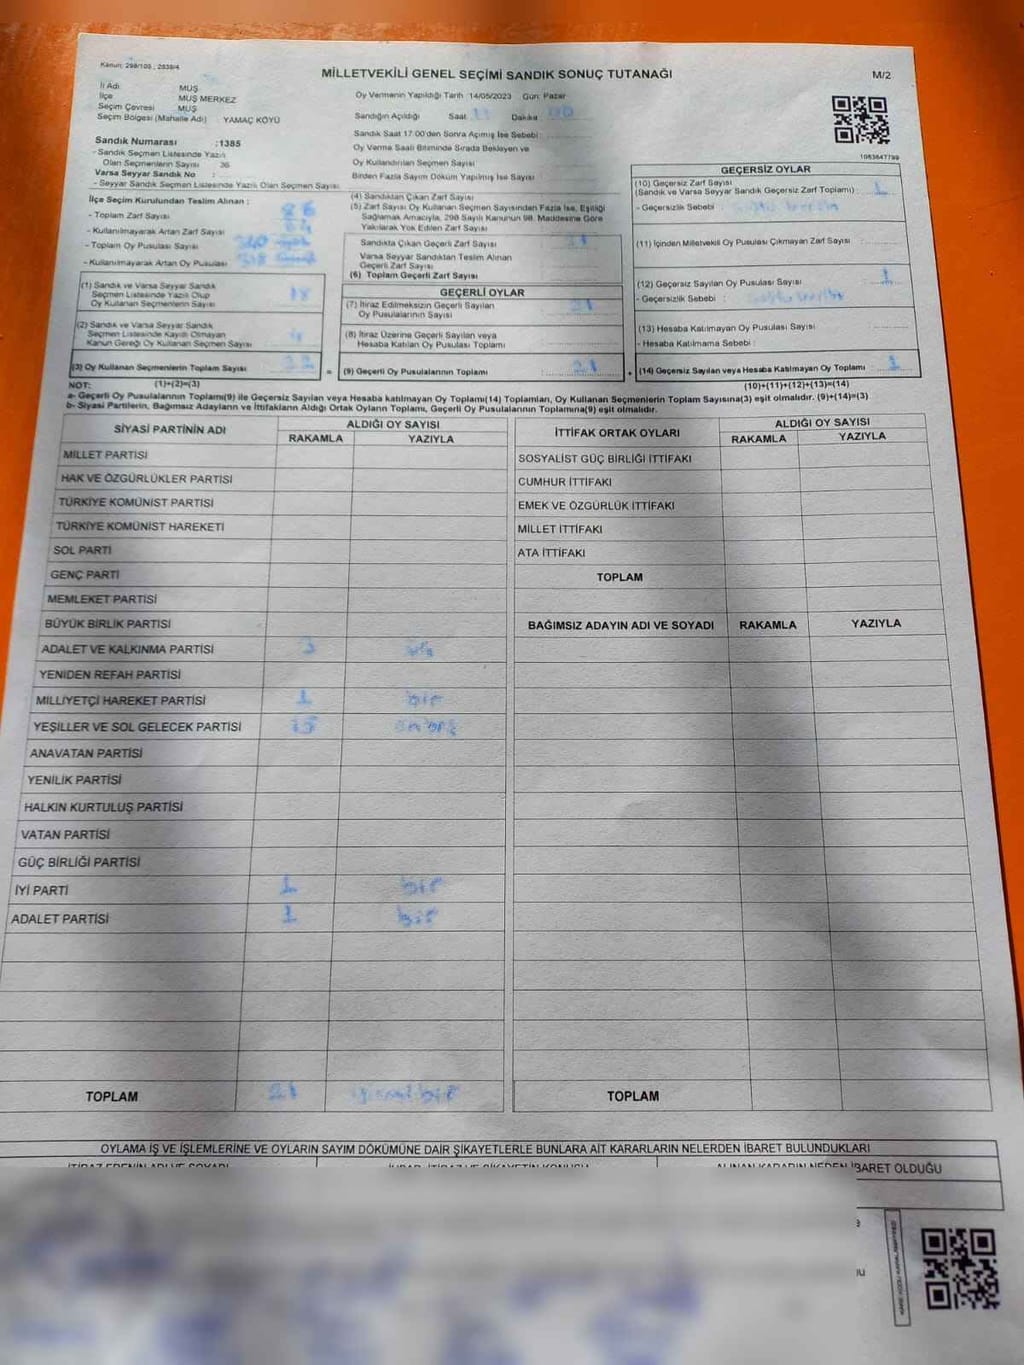 Kanun: 298/103 ; 2839/4
MİLLETVEKİLİ GENEL SEÇİMİ SANDIK SONUÇ TUTANAĞI
M/2
İl Adı MUŞ
İlçe MUŞ MERKEZ
Seçim Çevresi MUŞ
Seçim Bölgesi (Mahalle Adı) YAMAÇ KÖYÜ
Sandık Numarası :1385
- Sandık Seçmen Listesinde Yazılı
Olan Seçmenlerin Sayısı 36
Varsa Seyyar Sandık No :
- Seyyar Sandık Seçmen Listesinde Yazılı Olan Seçmen Sayısı
Oy Vermenin Yapıldığı Tarih 14/05/2023 Gün: Pazar
Sandığın Açıldığı Saat Dakika 00
Sandık Saat 17:00'den Sonra Açılmış İse Sebebi:
Oy Verme Saati Bitiminde Sırada Bekleyen ve
Oy Kullandırılan Seçmen Sayısı
Birden Fazla Sayım Döküm Yapılmış İse Sayısı
1083647799
İlçe Seçim Kurulundan Teslim Alınan :
- Toplam Zarf Sayısı
- Kullanılmayarak Artan Zarf Sayısı
- Toplam Oy Pusulası Sayısı
- Kullanılmayarak Artan Oy Pusulası
(1) Sandık ve Varsa Seyyar Sandık
Seçmen Listesinde Yazılı Olup
Oy Kullanan Seçmenlerin Sayısı 18
(2) Sandık ve Varsa Seyyar Sandık
Seçmen Listesinde Kayıtlı Olmayan
Kanun Gereği Oy Kullanan Seçmen Sayısı 4
(3) Oy Kullanan Seçmenlerin Toplam Sayısı 22
(4) Sandıktan Çıkan Zarf Sayısı
(5) Zarf Sayısı Oy Kullanan Seçmen Sayısından Fazla İse, Eşitliği
Sağlamak Amacıyla, 298 Sayılı Kanunun 98. Maddesine Göre
Yakılarak Yok Edilen Zarf Sayısı
Sandıkta Çıkan Geçerli Zarf Sayısı 21
Varsa Seyyar Sandıktan Teslim Alınan
Geçerli Zarf Sayısı
(6) Toplam Geçerli Zarf Sayısı
GEÇERLİ OYLAR
(7) İtiraz Edilmeksizin Geçerli Sayılan
Oy Pusulalarının Sayısı 21
(8) İtiraz Üzerine Geçerli Sayılan veya
Hesaba Katılan Oy Pusulası Toplamı
= (9) Geçerli Oy Pusulalarının Toplamı 21
GEÇERSİZ OYLAR
(10) Geçersiz Zarf Sayısı
(Sandık ve Varsa Seyyar Sandık Geçersiz Zarf Toplamı) : 1
- Geçersizlik Sebebi :
(11) İçinden Milletvekili Oy Pusulası Çıkmayan Zarf Sayısı
(12) Geçersiz Sayılan Oy Pusulası Sayısı 1
- Geçersizlik Sebebi :
(13) Hesaba Katılmayan Oy Pusulası Sayısı
- Hesaba Katılmama Sebebi :
+ (14) Geçersiz Sayılan veya Hesaba Katılmayan Oy Toplamı 1
NOT: (1)+(2)=(3) (10)+(11)+(12)+(13)=(14)
a- Geçerli Oy Pusulalarının Toplamı(9) ile Geçersiz Sayılan veya Hesaba katılmayan Oy Toplamı(14) Toplamları, Oy Kullanan Seçmenlerin Toplam Sayısına(3) eşit olmalıdır. (9)+(14)=(3)
b- Siyasi Partilerin, Bağımsız Adayların ve İttifakların Aldığı Ortak Oyların Toplamı, Geçerli Oy Pusulalarının Toplamına(9) eşit olmalıdır.
SİYASİ PARTİNİN ADI ALDIĞI OY SAYISI
RAKAMLA YAZIYLA
MİLLET PARTİSİ
HAK VE ÖZGÜRLÜKLER PARTİSİ
TÜRKİYE KOMÜNİST PARTİSİ
TÜRKİYE KOMÜNİST HAREKETİ
SOL PARTİ
GENÇ PARTİ
MEMLEKET PARTİSİ
BÜYÜK BİRLİK PARTİSİ
ADALET VE KALKINMA PARTİSİ 3
YENİDEN REFAH PARTİSİ
MİLLİYETÇİ HAREKET PARTİSİ 1 bir
YEŞİLLER VE SOL GELECEK PARTİSİ 15 on beş
ANAVATAN PARTİSİ
YENİLİK PARTİSİ
HALKIN KURTULUŞ PARTİSİ
VATAN PARTİSİ
GÜÇ BİRLİĞİ PARTİSİ
İYİ PARTİ 1 bir
ADALET PARTİSİ 1 bir
TOPLAM 21 yirmi bir
İTTİFAK ORTAK OYLARI ALDIĞI OY SAYISI
RAKAMLA YAZIYLA
SOSYALİST GÜÇ BİRLİĞİ İTTİFAKI
CUMHUR İTTİFAKI
EMEK VE ÖZGÜRLÜK İTTİFAKI
MİLLET İTTİFAKI
ATA İTTİFAKI
TOPLAM
BAĞIMSIZ ADAYIN ADI VE SOYADI RAKAMLA YAZIYLA
TOPLAM
OYLAMA İŞ VE İŞLEMLERİNE VE OYLARIN SAYIM DÖKÜMÜNE DAİR ŞİKAYETLERLE BUNLARA AİT KARARLARIN NELERDEN İBARET BULUNDUKLARI
İTİRAZ EDENİN ADI VE SOYADI İHBAR, İTİRAZ VE ŞİKAYETİN KONUSU ALINAN KARARIN NEDEN İBARET OLDUĞU